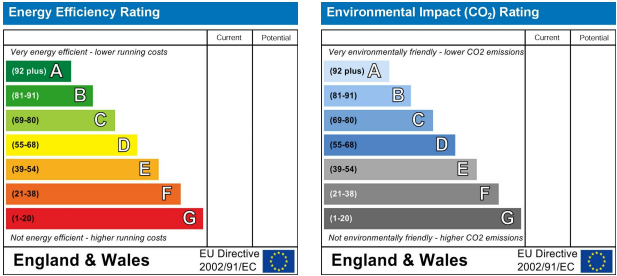 Energy Efficiency Rating
Current Potential
Very energy efficient - lower running costs
(92 plus) A
(81-91) B
(69-80) C
(55-68) D
(39-54) E
(21-38) F
(1-20) G
Not energy efficient - higher running costs
England & Wales
EU Directive
2002/91/EC
Environmental Impact (CO₂) Rating
Current Potential
Very environmentally friendly - lower CO2 emissions
(92 plus) A
(81-91) B
(69-80) C
(55-68) D
(39-54) E
(21-38) F
(1-20) G
Not environmentally friendly - higher CO2 emissions
England & Wales
EU Directive
2002/91/EC